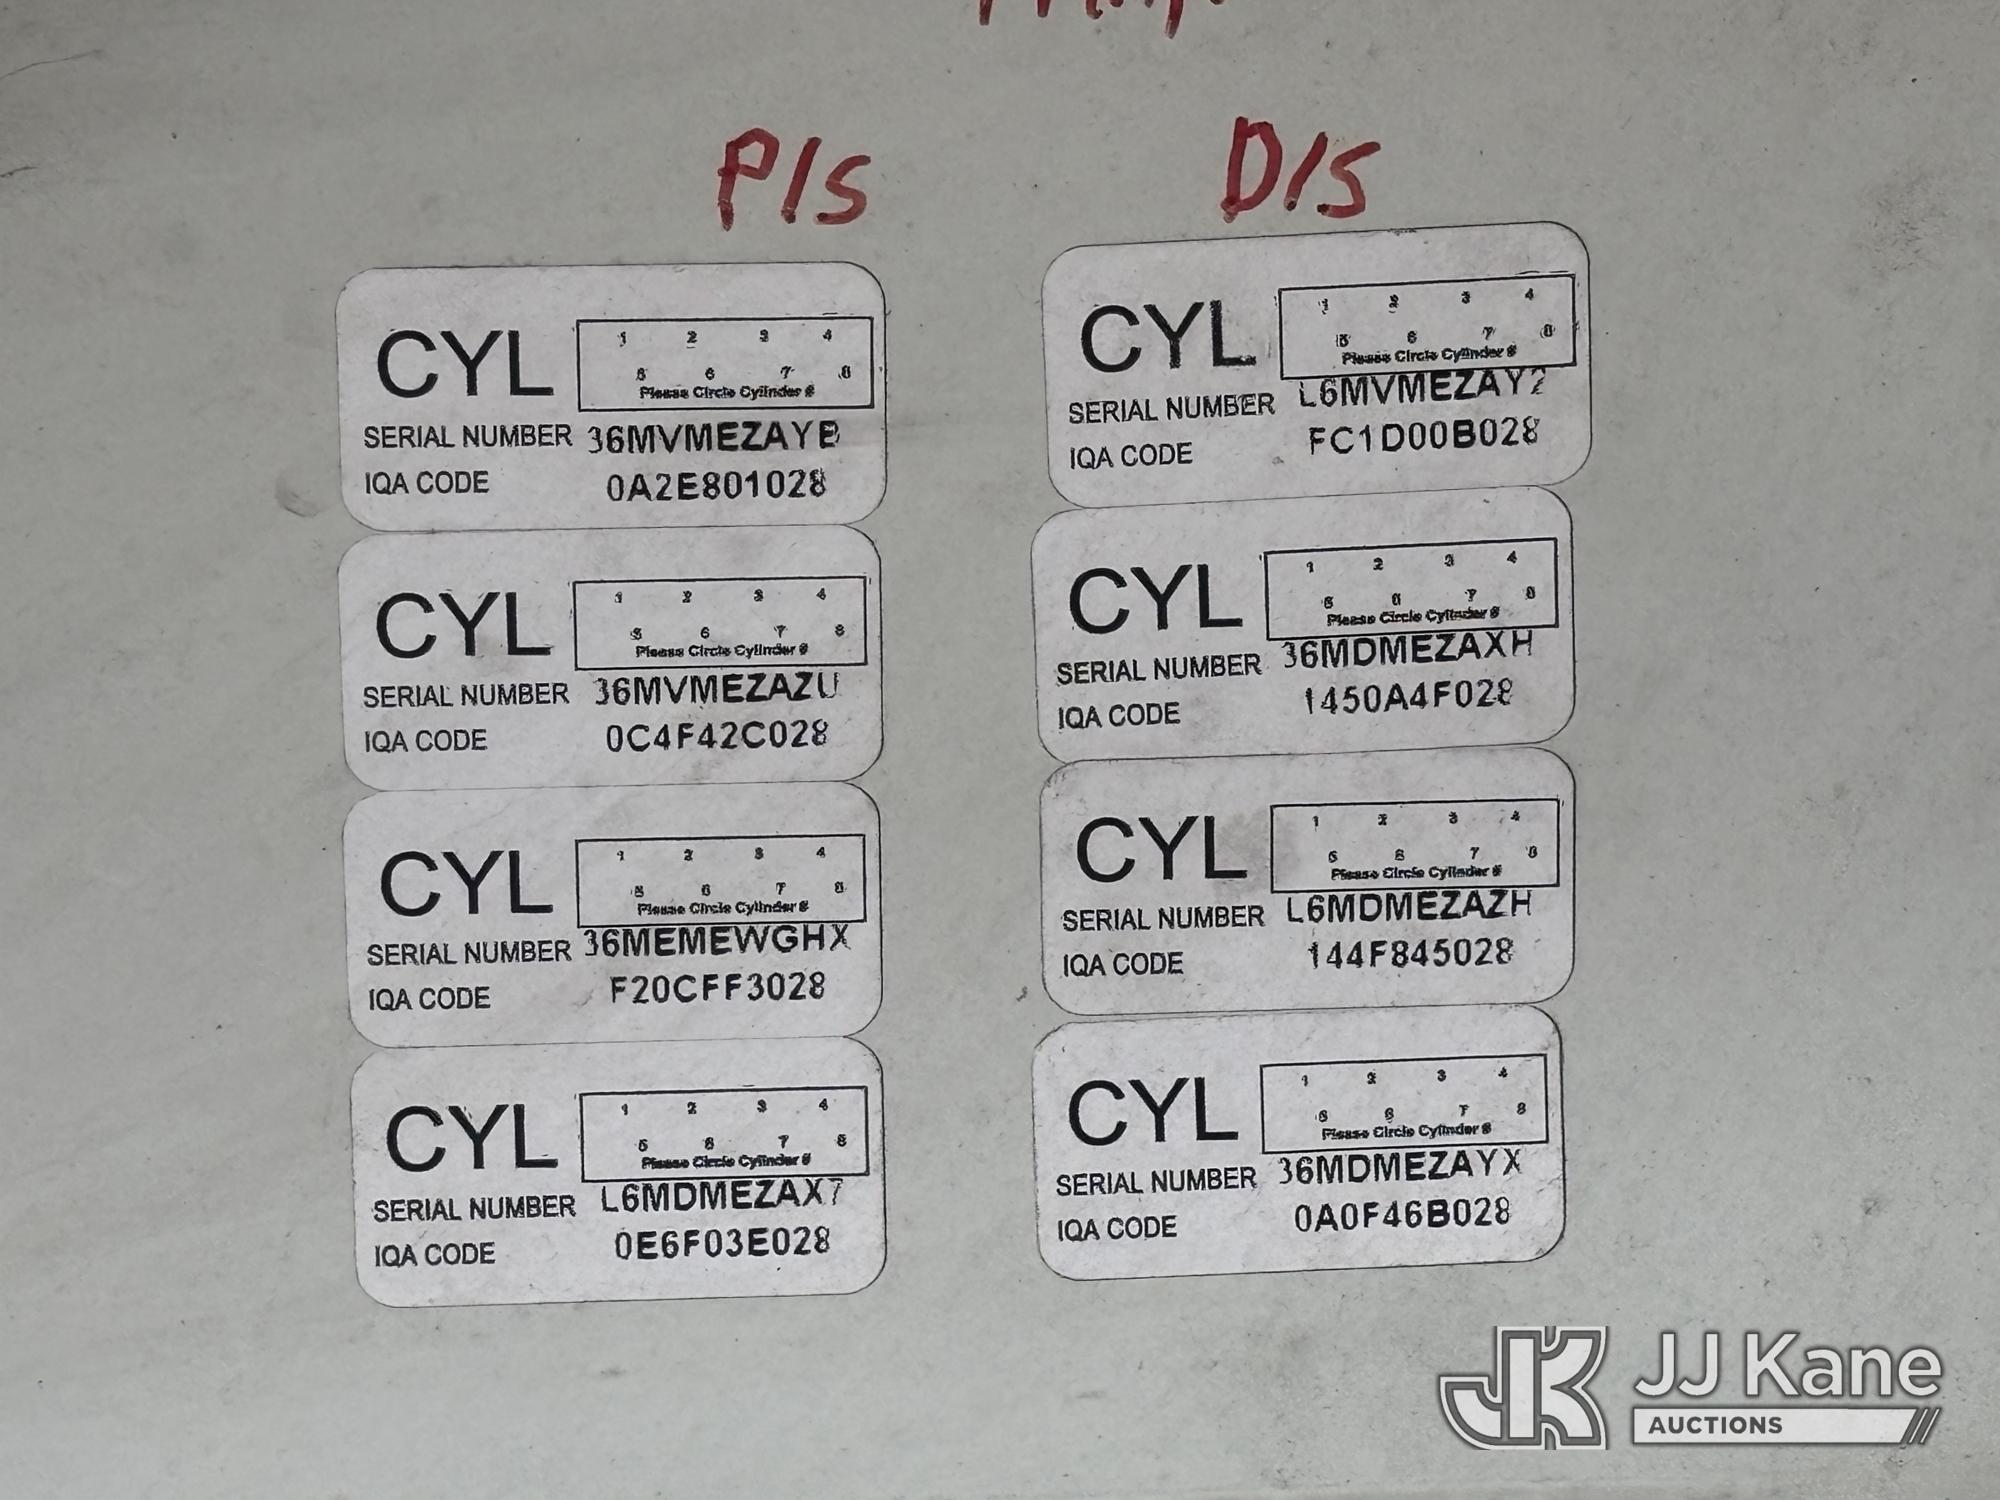 P/S
CYL
1 2 3 4
5 6 7 8
Please Circle Cylinder #
SERIAL NUMBER 36MVMEZAYB
IQA CODE 0A2E801028
CYL
1 2 3 4
5 6 7 8
Please Circle Cylinder #
SERIAL NUMBER 36MVMEZAZU
IQA CODE 0C4F42C028
CYL
1 2 3 4
5 6 7 8
Please Circle Cylinder #
SERIAL NUMBER 36MEMEWGHX
IQA CODE F20CFF3028
CYL
1 2 3 4
5 6 7 8
Please Circle Cylinder #
SERIAL NUMBER L6MDMEZAX7
IQA CODE 0E6F03E028
D/S
CYL
1 2 3 4
5 6 7 8
Please Circle Cylinder #
SERIAL NUMBER L6MVMEZAY2
IQA CODE FC1D00B028
CYL
1 2 3 4
5 6 7 8
Please Circle Cylinder #
SERIAL NUMBER 36MDMEZAXH
IQA CODE 1450A4F028
CYL
1 2 3 4
5 6 7 8
Please Circle Cylinder #
SERIAL NUMBER L6MDMEZAZH
IQA CODE 144F845028
CYL
1 2 3 4
5 6 7 8
Please Circle Cylinder #
SERIAL NUMBER 36MDMEZAYX
IQA CODE 0A0F46B028
JK JJ Kane
AUCTIONS